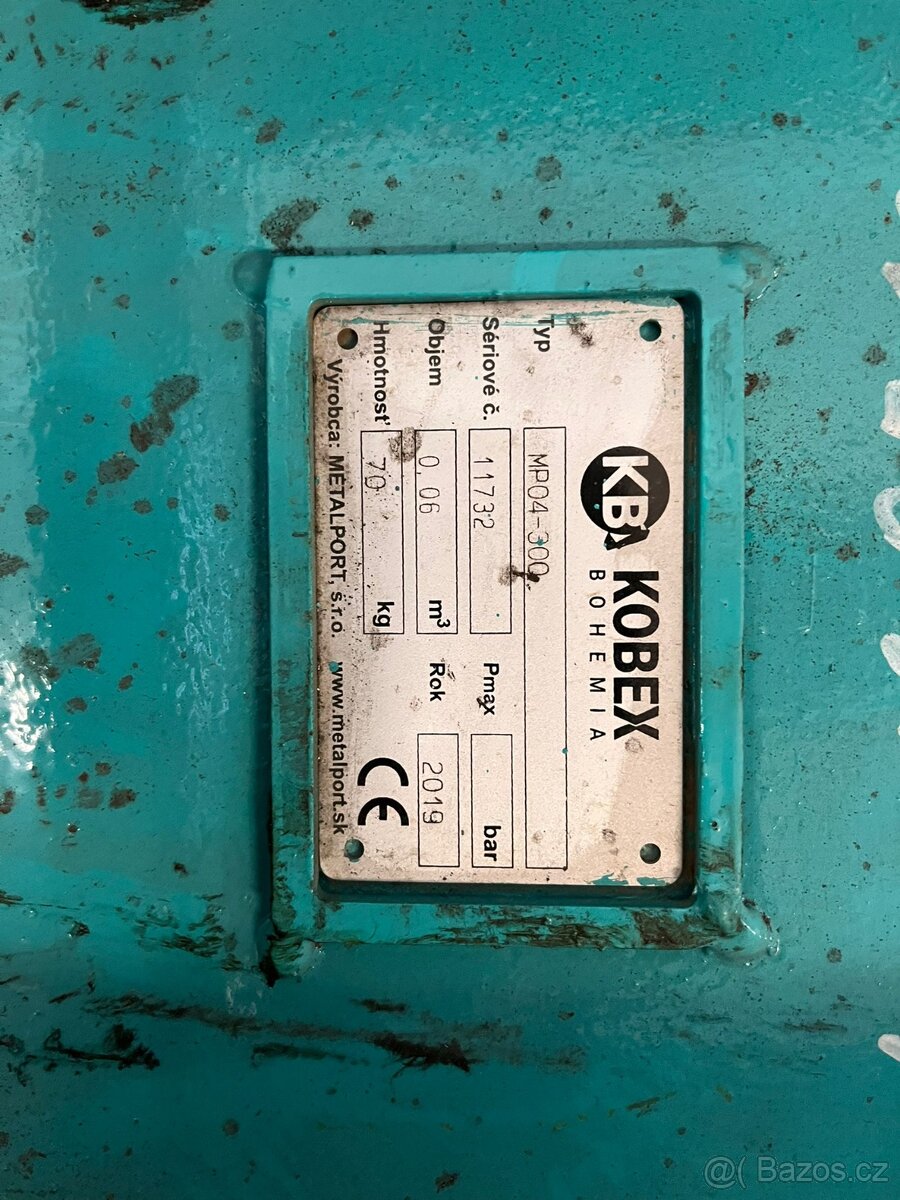 KB KOBEX
BOHEMIA
Typ MP04-300
Sériové č. 11732 Pmax bar
Objem 0,06 m³ Rok 2019
Hmotnosť 70 kg CE
Výrobca: METALPORT, s.r.o. www.metalport.sk
@( Bazos.cz